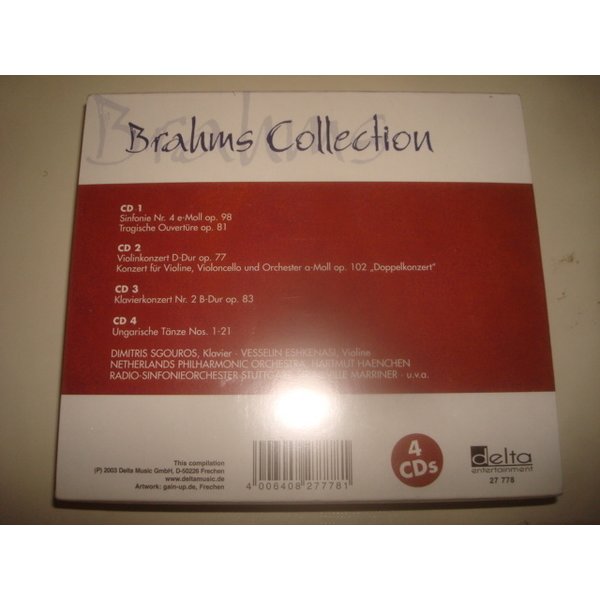 Brahms
Brahms Collection
CD 1
Sinfonie Nr. 4 e-Moll op. 98
Tragische Ouvertüre op. 81
CD 2
Violinkonzert D-Dur op. 77
Konzert für Violine, Violoncello und Orchester a-Moll op. 102 „Doppelkonzert"
CD 3
Klavierkonzert Nr. 2 B-Dur op. 83
CD 4
Ungarische Tänze Nos. 1-21
DIMITRIS SGOUROS, Klavier - VESSELIN ESHKENASI, Violine
NETHERLANDS PHILHARMONIC ORCHESTRA, HARTMUT HAENCHEN
RADIO-SINFONIEORCHESTER STUTTGART, NEVILLE MARRINER - u.v.a.
This compilation
(P) 2003 Delta Music GmbH, D-50226 Frechen
www.deltamusic.de
Artwork: gain-up.de, Frechen
4 006408 277781
4
CDs
delta
entertainment
27 778